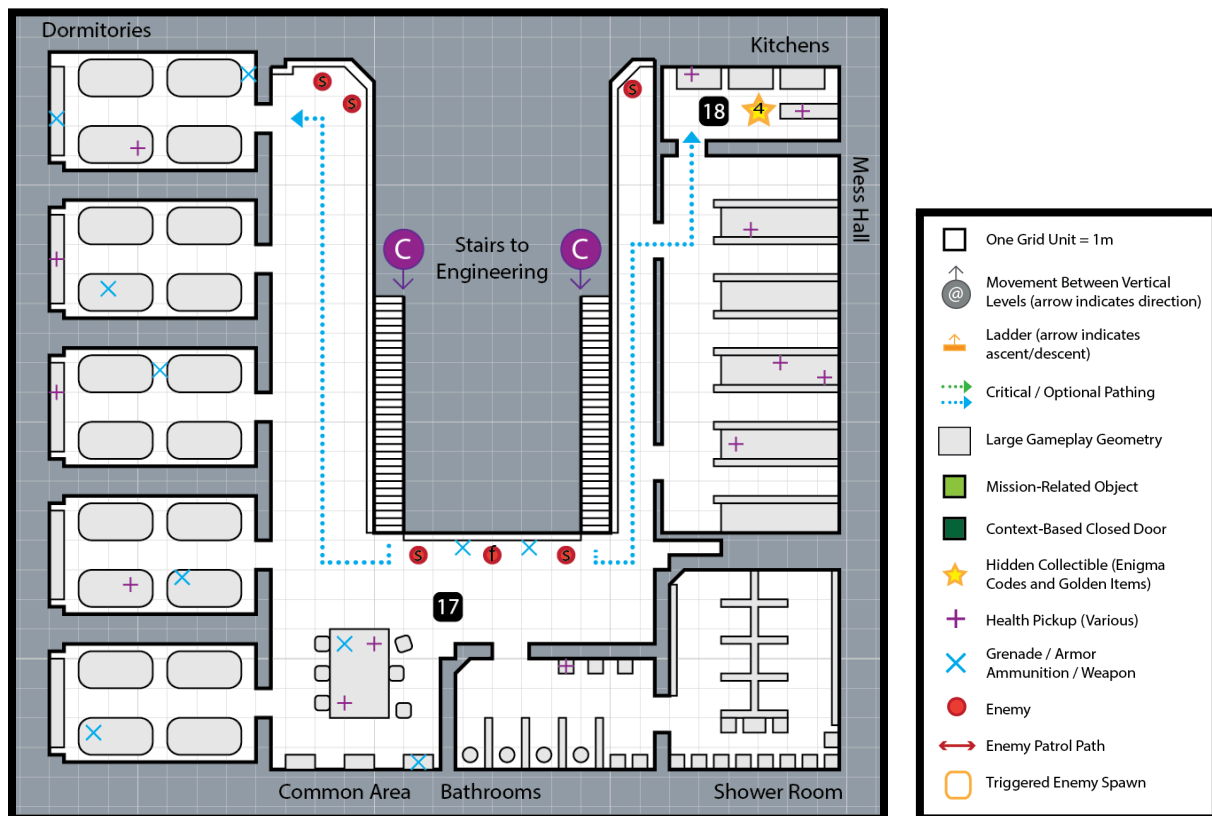 Dormitories
Kitchens
s
s
s
18
4
Mess Hall
C
Stairs to
Engineering
C
s
f
s
17
Common Area
Bathrooms
Shower Room
One Grid Unit = 1m
@
Movement Between Vertical
Levels (arrow indicates direction)
Ladder (arrow indicates
ascent/descent)
Critical / Optional Pathing
Large Gameplay Geometry
Mission-Related Object
Context-Based Closed Door
Hidden Collectible (Enigma
Codes and Golden Items)
Health Pickup (Various)
Grenade / Armor
Ammunition / Weapon
Enemy
Enemy Patrol Path
Triggered Enemy Spawn